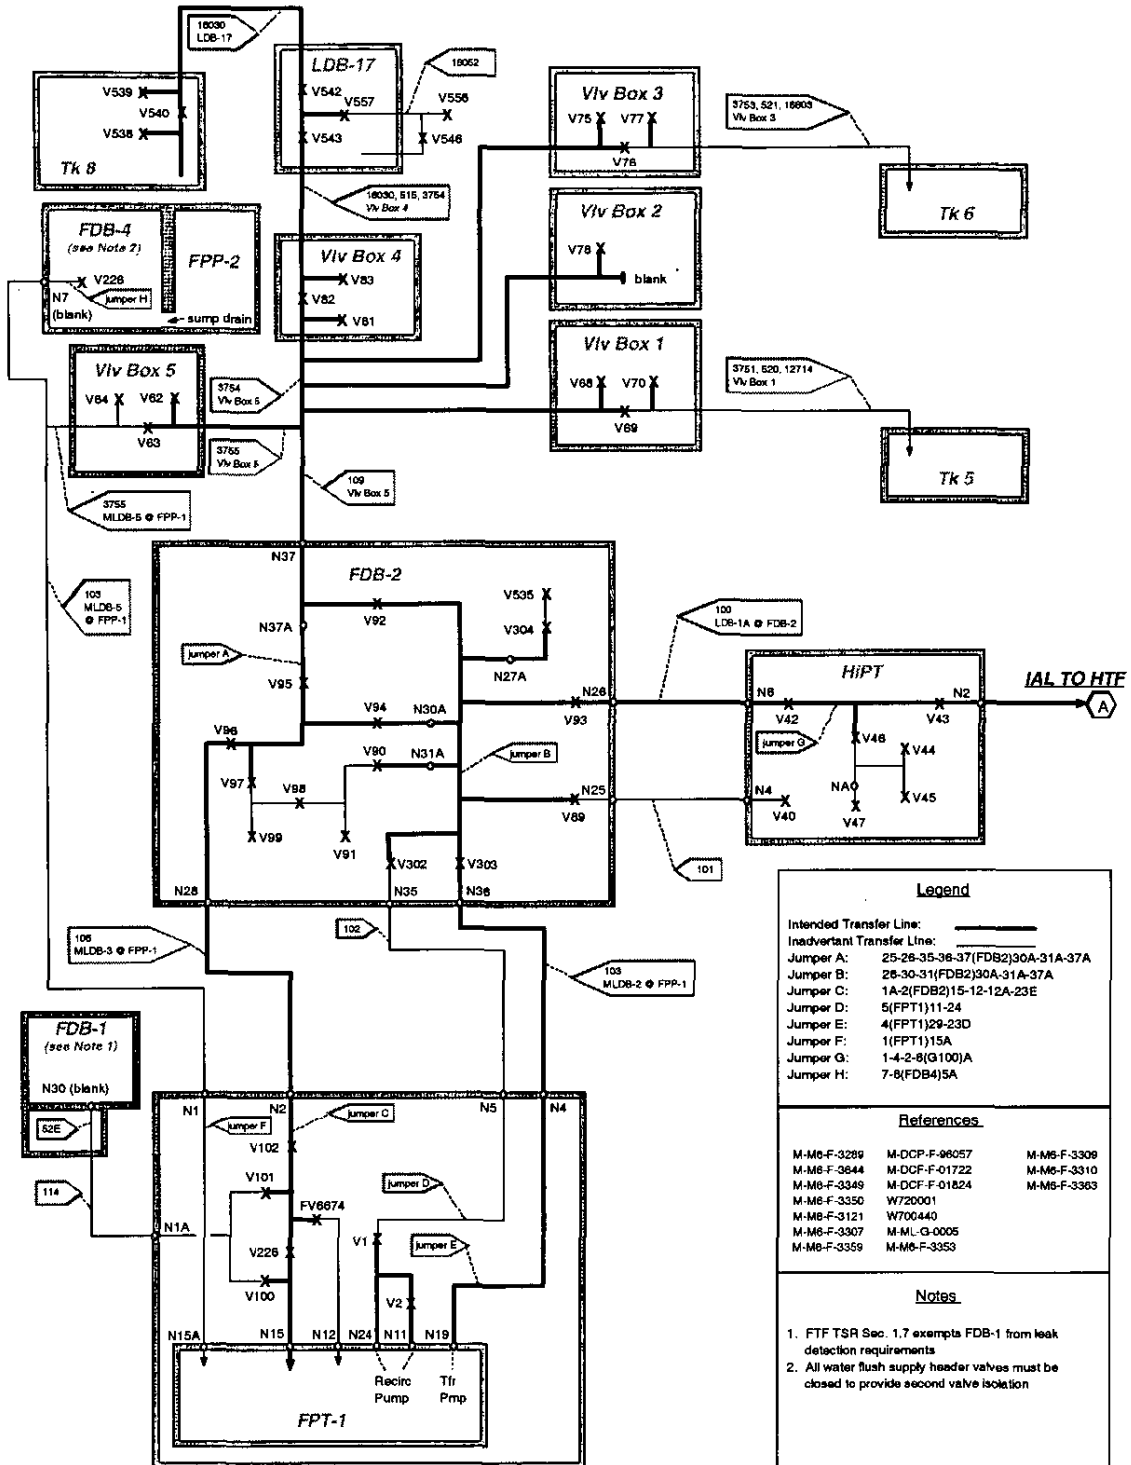 16030
LDB-17
LDB-17
16052
V539
V540
V538
Tk 8
V542
V557
V556
V543
V546
Vlv Box 3
V75
V77
V76
3753, 521, 16603
Vlv Box 3
Tk 6
16030, 515, 3754
Vlv Box 4
FDB-4
(see Note 2)
FPP-2
V226
jumper H
N7
(blank)
sump drain
Vlv Box 4
V83
V82
V81
Vlv Box 2
V78
blank
Vlv Box 5
V64
V62
V63
3754
Vlv Box 5
3755
Vlv Box 5
Vlv Box 1
V68
V70
V69
3751, 520, 12714
Vlv Box 1
Tk 5
109
Vlv Box 5
3755
MLDB-5 @ FPP-1
103
MLDB-5
@ FPP-1
N37
FDB-2
V92
V535
V304
N37A
N27A
jumper A
V95
100
LDB-1A @ FDB-2
N26
V93
V94
N30A
V96
V90
N31A
jumper B
V97
V98
V99
V91
N25
V89
V302
V303
N28
N35
N36
HiPT
N6
V42
N2
V43
jumper G
V46
V44
NA
V45
V47
N4
V40
IAL TO HTF
A
101
102
106
MLDB-3 @ FPP-1
103
MLDB-2 @ FPP-1
FDB-1
(see Note 1)
N30 (blank)
52E
114
N1
N2
N5
N4
jumper F
jumper C
V102
V101
FV6674
jumper D
jumper E
N1A
V226
V100
V1
V2
N15A
N15
N12
N24
N11
N19
Recirc
Pump
Tfr
Pmp
FPT-1
Legend
Intended Transfer Line:
Inadvertant Transfer Line:
Jumper A: 25-26-35-36-37(FDB2)30A-31A-37A
Jumper B: 26-30-31(FDB2)30A-31A-37A
Jumper C: 1A-2(FDB2)15-12-12A-23E
Jumper D: 5(FPT1)11-24
Jumper E: 4(FPT1)29-23D
Jumper F: 1(FPT1)15A
Jumper G: 1-4-2-6(G100)A
Jumper H: 7-8(FDB4)5A
References
M-M6-F-3289 M-DCP-F-96057 M-M6-F-3309
M-M6-F-3644 M-DCF-F-01722 M-M6-F-3310
M-M6-F-3349 M-DCF-F-01824 M-M6-F-3363
M-M6-F-3350 W720001
M-M6-F-3121 W700440
M-M6-F-3307 M-ML-G-0005
M-M6-F-3359 M-M6-F-3353
Notes
1. FTF TSR Sec. 1.7 exempts FDB-1 from leak
detection requirements
2. All water flush supply header valves must be
closed to provide second valve isolation